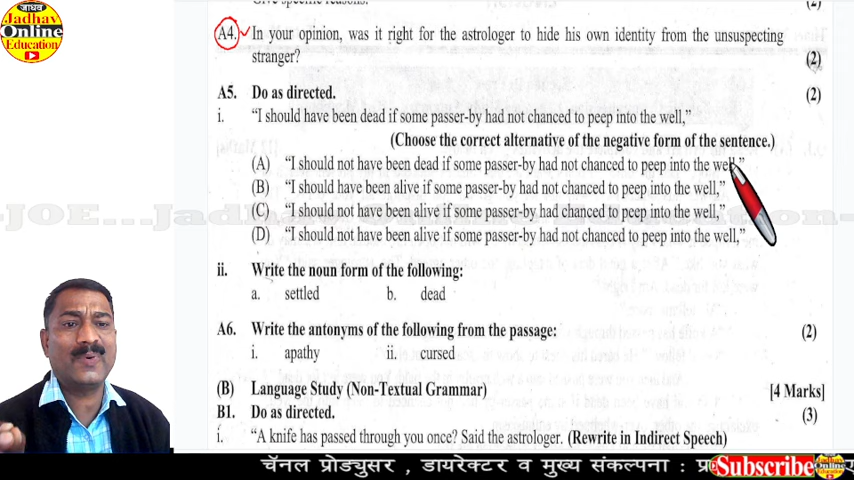 जाधव
Jadhav
Online
Education
(2)
A4. In your opinion, was it right for the astrologer to hide his own identity from the unsuspecting
stranger? (2)
A5. Do as directed. (2)
i. “I should have been dead if some passer-by had not chanced to peep into the well,”
(Choose the correct alternative of the negative form of the sentence.)
(A) “I should not have been dead if some passer-by had not chanced to peep into the well,”
(B) “I should have been alive if some passer-by had not chanced to peep into the well,”
(C) “I should not have been alive if some passer-by had chanced to peep into the well,”
(D) “I should not have been alive if some passer-by had not chanced to peep into the well,”
ii. Write the noun form of the following:
a. settled b. dead
A6. Write the antonyms of the following from the passage: (2)
i. apathy ii. cursed
(B) Language Study (Non-Textual Grammar) [4 Marks]
B1. Do as directed. (3)
i. “A knife has passed through you once? Said the astrologer. (Rewrite in Indirect Speech)
चॅनल प्रोड्युसर , डायरेक्टर व मुख्य संकल्पना :
Subscribe